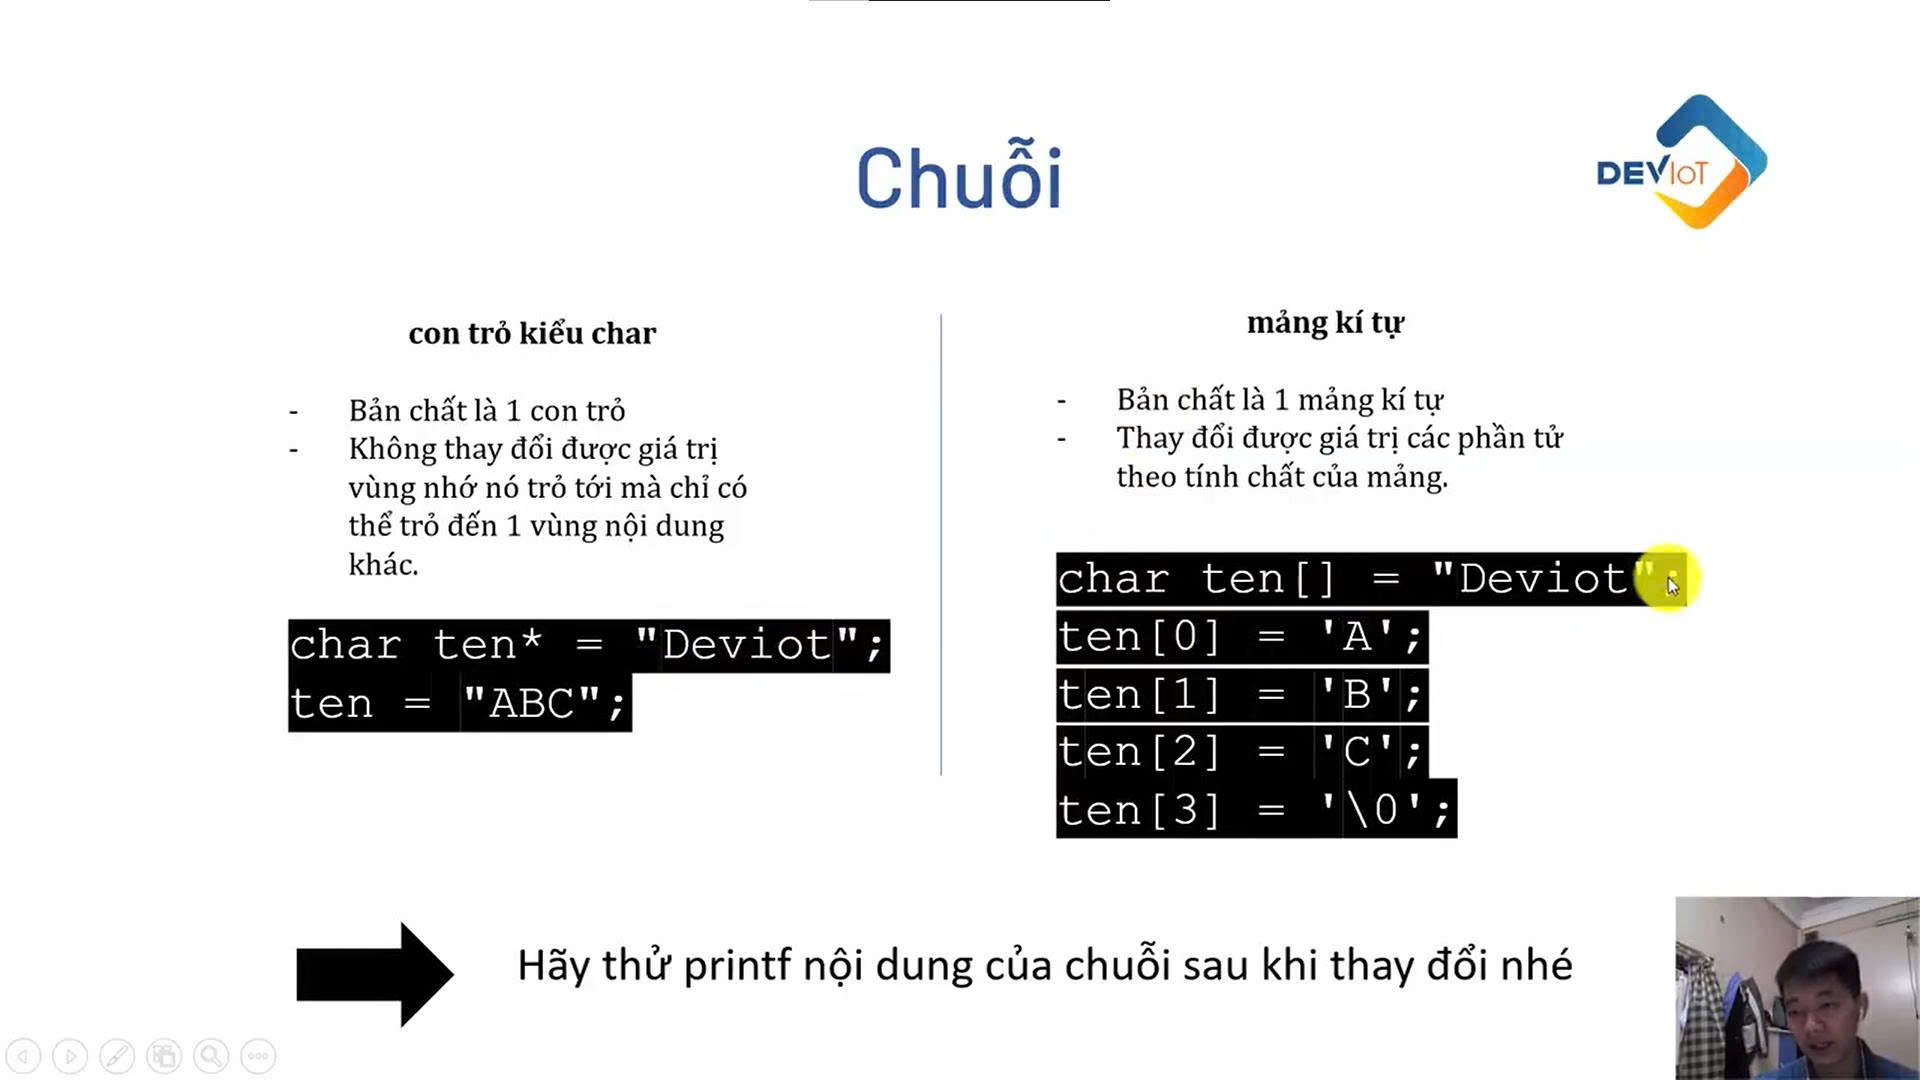 Chuỗi
DEVIoT
con trỏ kiểu char
- Bản chất là 1 con trỏ
- Không thay đổi được giá trị
vùng nhớ nó trỏ tới mà chỉ có
thể trỏ đến 1 vùng nội dung
khác.
char ten* = "Deviot";
ten = "ABC";
mảng kí tự
- Bản chất là 1 mảng kí tự
- Thay đổi được giá trị các phần tử
theo tính chất của mảng.
char ten[] = "Deviot";
ten[0] = 'A';
ten[1] = 'B';
ten[2] = 'C';
ten[3] = '\0';
Hãy thử printf nội dung của chuỗi sau khi thay đổi nhé